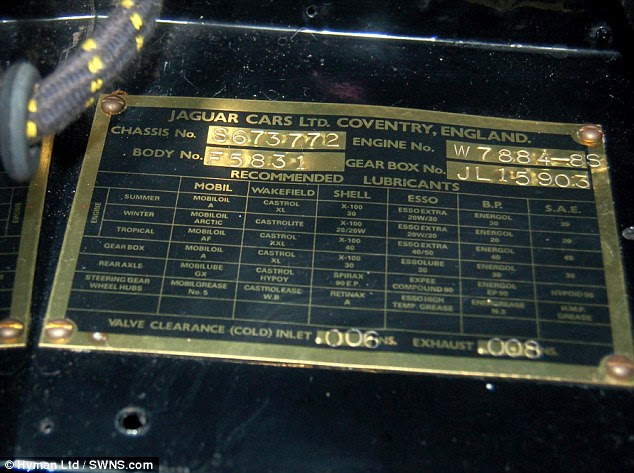 JAGUAR CARS LTD. COVENTRY, ENGLAND.
CHASSIS No. S673772 ENGINE No. W 7884-8S
BODY No. F5831 GEAR BOX No. JL15903
RECOMMENDED LUBRICANTS
MOBIL WAKEFIELD SHELL ESSO B.P. S.A.E.
ENGINE SUMMER MOBILOIL A CASTROL XL X-100 30 ESSO EXTRA 20W/30 ENERGOL 30 30
WINTER MOBILOIL ARCTIC CASTROLITE X-100 20/20W ESSO EXTRA 20W/30 ENERGOL 20
TROPICAL MOBILOIL AF CASTROL XXL X-100 40 ESSO EXTRA 40/50 ENERGOL 40 40
GEAR BOX MOBILOIL A CASTROL XL X-100 30 ESSOLUBE 30 ENERGOL 30 30
REAR AXLE MOBILUBE GX CASTROL HYPOY SPIRAX 90 E.P. EXPEE COMPOUND 90 ENERGOL EP 90 HYPOID 90
STEERING GEAR WHEEL HUBS MOBILGREASE No. 5 CASTROLEASE W.B. RETINAX A ESSO HIGH TEMP. GREASE ENERGREASE N.3 H.M.P. GREASE
VALVE CLEARANCE (COLD) INLET .006 INS. EXHAUST .008 INS.
© Hyman Ltd / SWNS.com